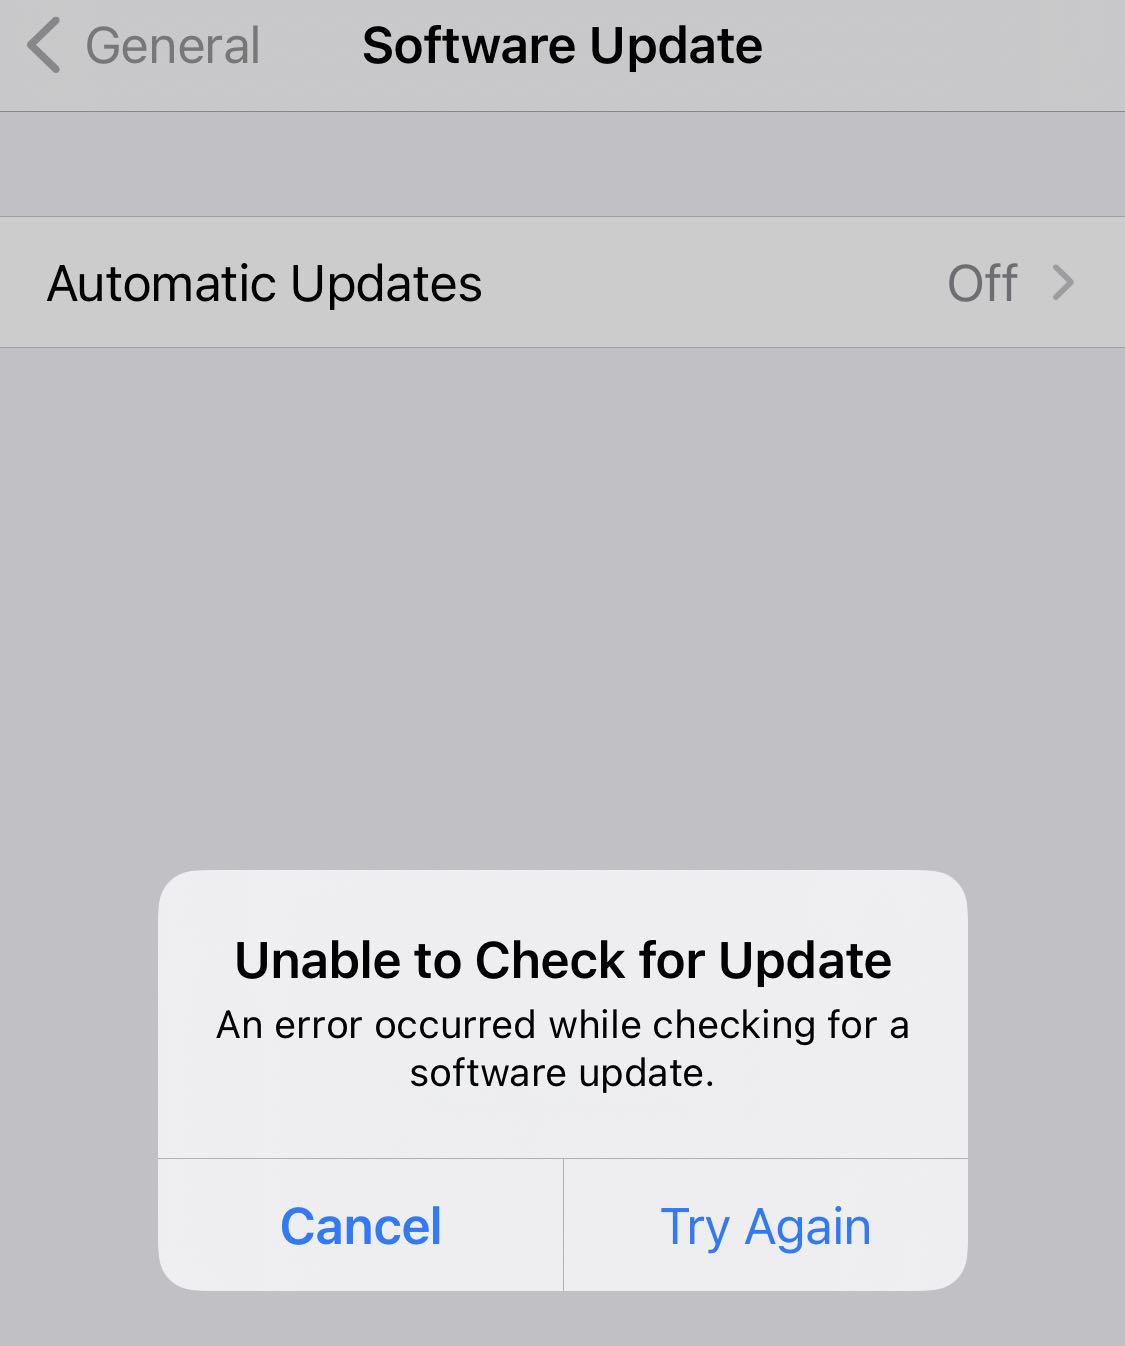 General
Software Update
Automatic Updates
Off
Unable to Check for Update
An error occurred while checking for a
software update.
Cancel
Try Again